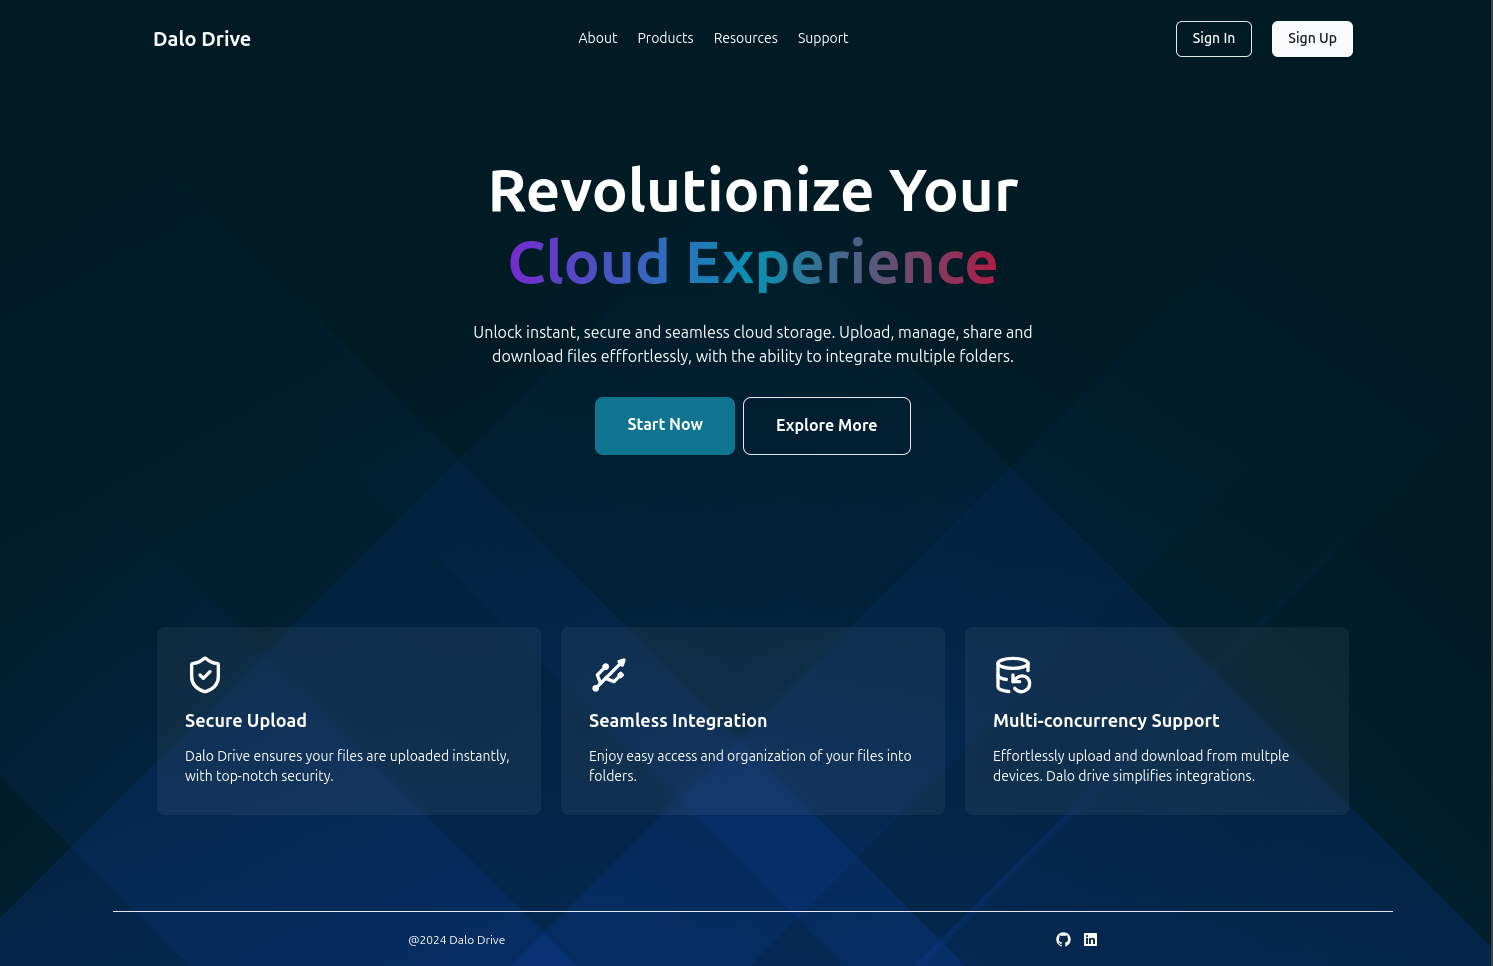 Dalo Drive
About Products Resources Support
Sign In
Sign Up
Revolutionize Your
Cloud Experience
Unlock instant, secure and seamless cloud storage. Upload, manage, share and
download files efffortlessly, with the ability to integrate multiple folders.
Start Now
Explore More
Secure Upload
Dalo Drive ensures your files are uploaded instantly,
with top-notch security.
Seamless Integration
Enjoy easy access and organization of your files into
folders.
Multi-concurrency Support
Effortlessly upload and download from multple
devices. Dalo drive simplifies integrations.
@2024 Dalo Drive